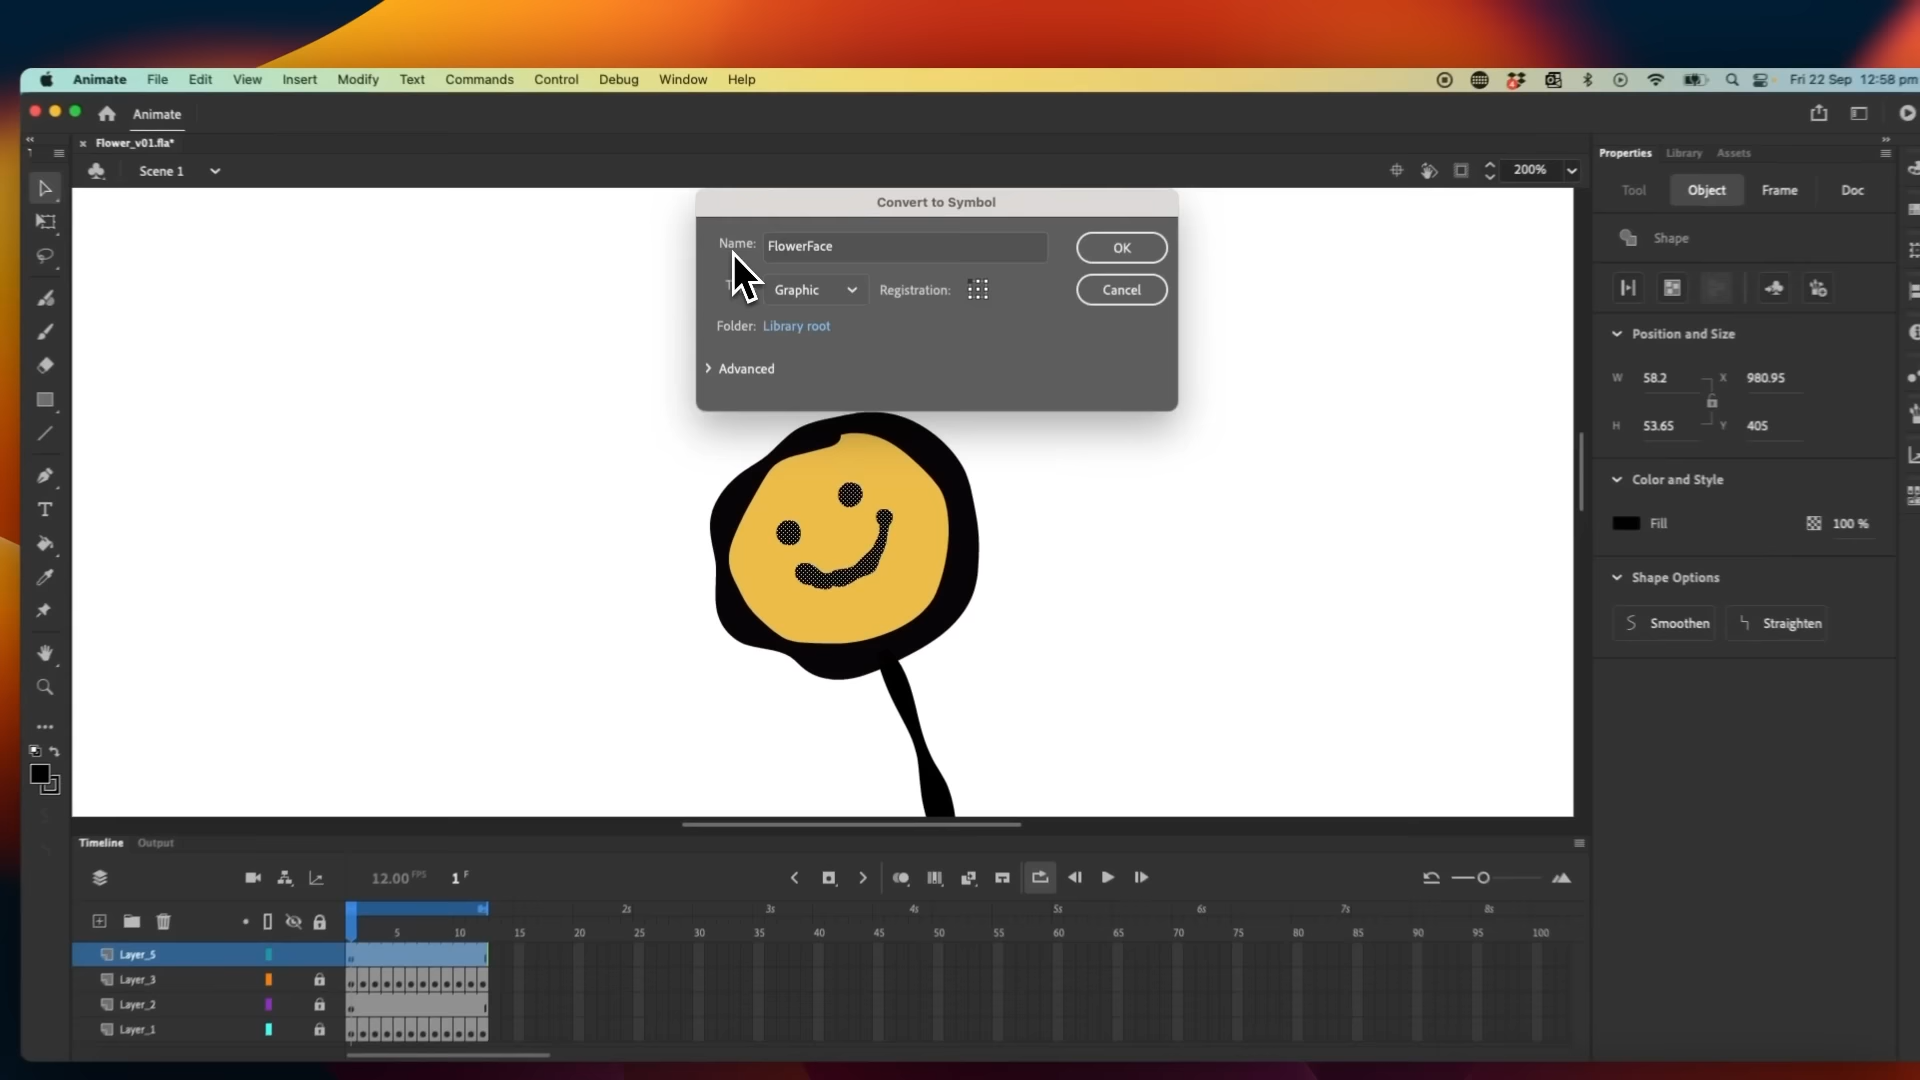 Animate File Edit View Insert Modify Text Commands Control Debug Window Help Fri 22 Sep 12:58 pm
Animate
Flower_v01.fla*
Scene 1 200%
Properties Library Assets
Tool Object Frame Doc
Shape
Convert to Symbol
Name: FlowerFace OK
Graphic Registration: Cancel
Folder: Library root
Advanced
Position and Size
W 58.2 X 980.95
H 53.65 Y 405
Color and Style
Fill 100 %
Shape Options
Smoothen Straighten
Timeline Output
12.00 FPS 1 F
2s 3s 4s 5s 6s 7s 8s
5 10 15 20 25 30 35 40 45 50 55 60 65 70 75 80 85 90 95 100
Layer_5
Layer_3
Layer_2
Layer_1